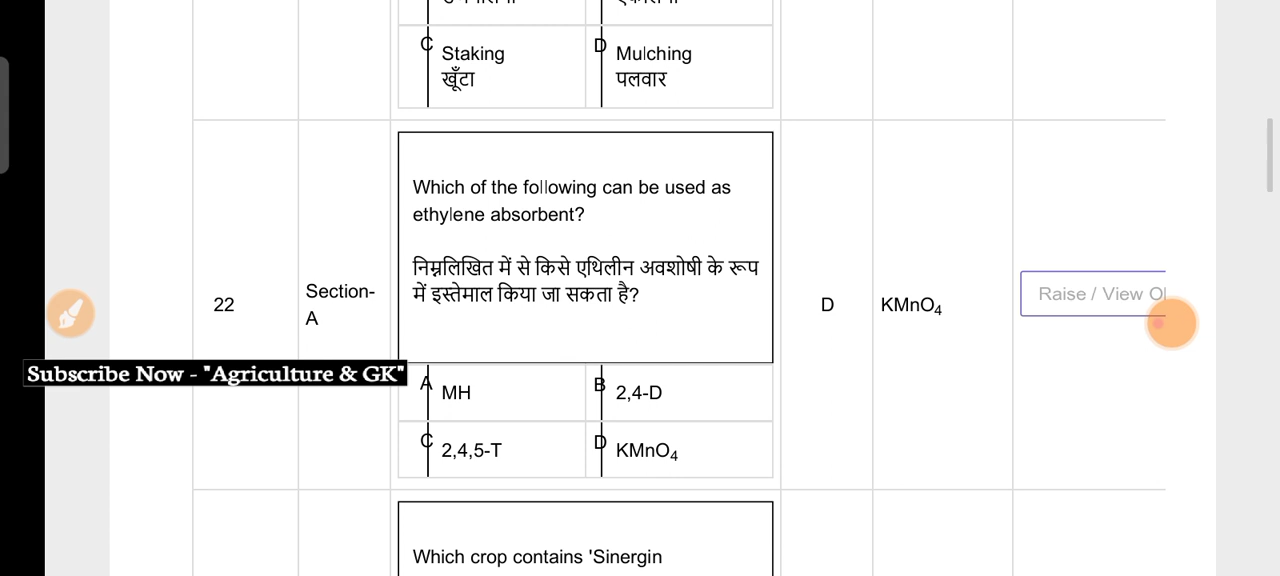 C Staking
खूँटा
D Mulching
पलवार
22
Section-
A
Which of the following can be used as
ethylene absorbent?
निम्नलिखित में से किसे एथिलीन अवशोषी के रूप
में इस्तेमाल किया जा सकता है?
A MH
B 2,4-D
C 2,4,5-T
D KMnO₄
D
KMnO₄
Raise / View
Subscribe Now - "Agriculture & GK"
Which crop contains 'Sinergin